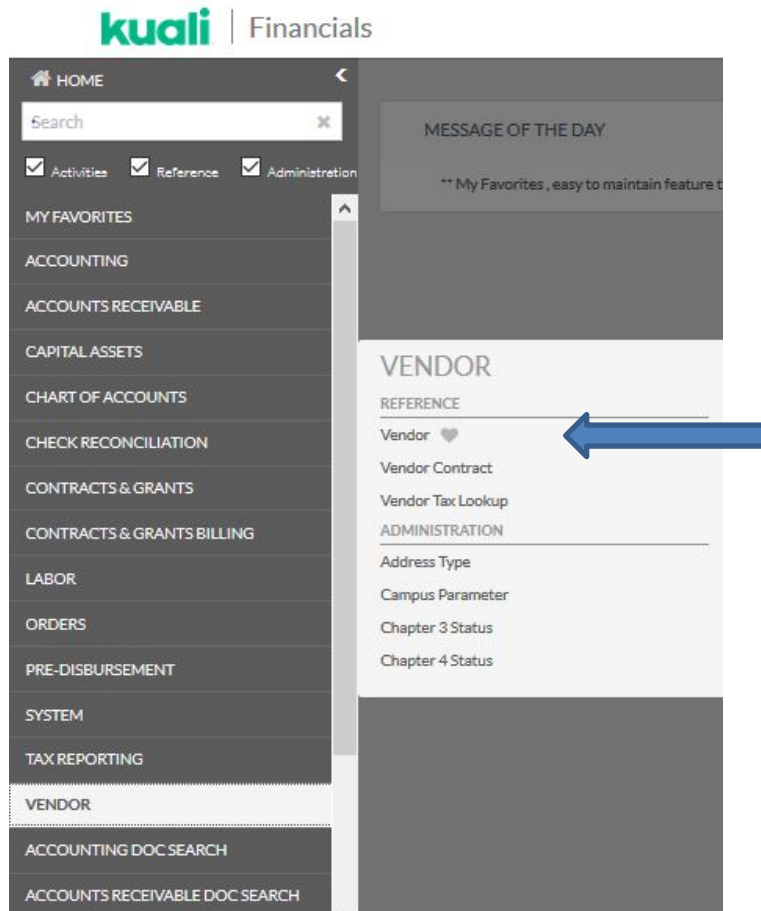 kuali Financials
HOME
Search
Activities Reference Administration
MY FAVORITES
ACCOUNTING
ACCOUNTS RECEIVABLE
CAPITAL ASSETS
CHART OF ACCOUNTS
CHECK RECONCILIATION
CONTRACTS & GRANTS
CONTRACTS & GRANTS BILLING
LABOR
ORDERS
PRE-DISBURSEMENT
SYSTEM
TAX REPORTING
VENDOR
ACCOUNTING DOC SEARCH
ACCOUNTS RECEIVABLE DOC SEARCH
MESSAGE OF THE DAY
** My Favorites , easy to maintain feature t
VENDOR
REFERENCE
Vendor
Vendor Contract
Vendor Tax Lookup
ADMINISTRATION
Address Type
Campus Parameter
Chapter 3 Status
Chapter 4 Status